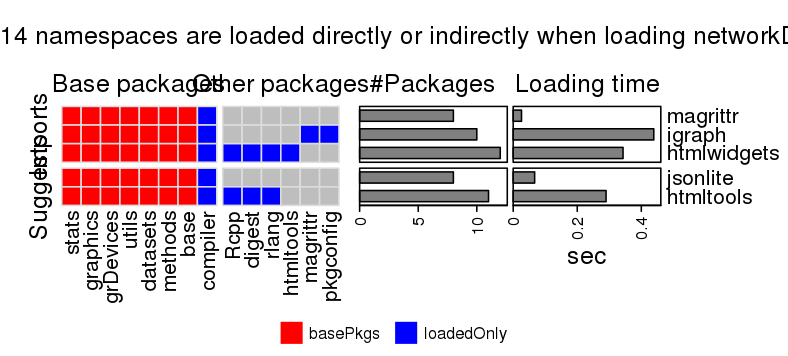 14 namespaces are loaded directly or indirectly when loading networkD
Base packages Other packages #Packages Loading time
Imports
magrittr
igraph
htmlwidgets
Suggests
jsonlite
htmltools
stats
graphics
grDevices
utils
datasets
methods
base
compiler
Rcpp
digest
rlang
htmltools
magrittr
pkgconfig
0 5 10
0 0.2 0.4
sec
basePkgs loadedOnly